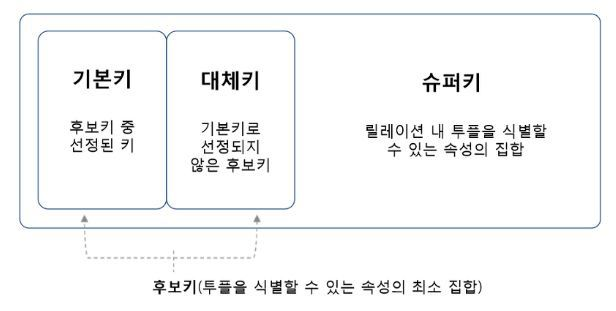 기본키
후보키 중
선정된 키
대체키
기본키로
선정되지
않은 후보키
슈퍼키
릴레이션 내 투플을 식별할
수 있는 속성의 집합
후보키(투플을 식별할 수 있는 속성의 최소 집합)